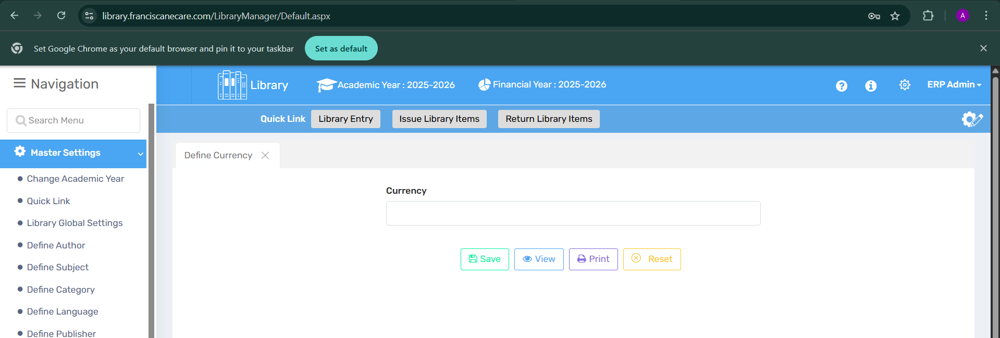 library.franciscanecare.com/LibraryManager/Default.aspx
A
Set Google Chrome as your default browser and pin it to your taskbar
Set as default
Navigation
Library
Academic Year : 2025-2026
Financial Year : 2025-2026
ERP Admin
Search Menu
Quick Link
Library Entry
Issue Library Items
Return Library Items
Master Settings
Change Academic Year
Quick Link
Library Global Settings
Define Author
Define Subject
Define Category
Define Language
Define Publisher
Define Currency
Currency
Save
View
Print
Reset